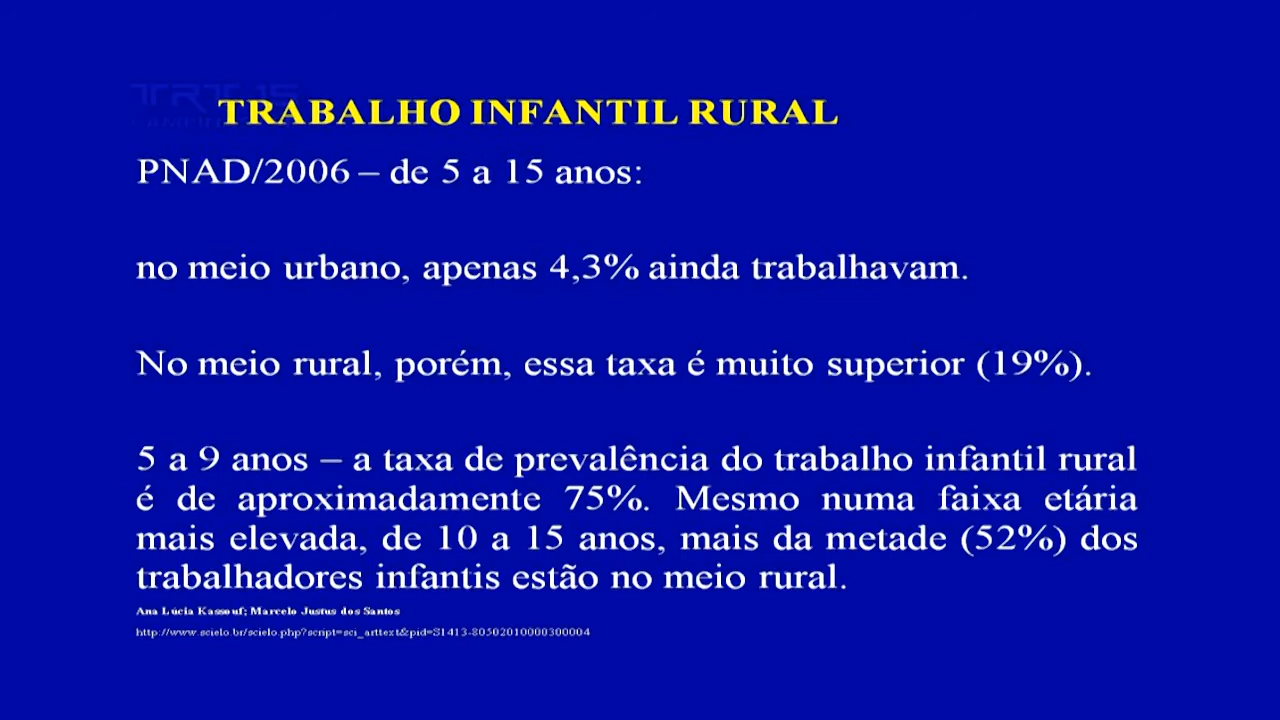 TRT 15
CAMPINAS
TRABALHO INFANTIL RURAL
PNAD/2006 – de 5 a 15 anos:
no meio urbano, apenas 4,3% ainda trabalhavam.
No meio rural, porém, essa taxa é muito superior (19%).
5 a 9 anos – a taxa de prevalência do trabalho infantil rural
é de aproximadamente 75%. Mesmo numa faixa etária
mais elevada, de 10 a 15 anos, mais da metade (52%) dos
trabalhadores infantis estão no meio rural.
Ana Lúcia Kassouf; Marcelo Justus dos Santos
http://www.scielo.br/scielo.php?script=sci_arttext&pid=S1413-80502010000300004